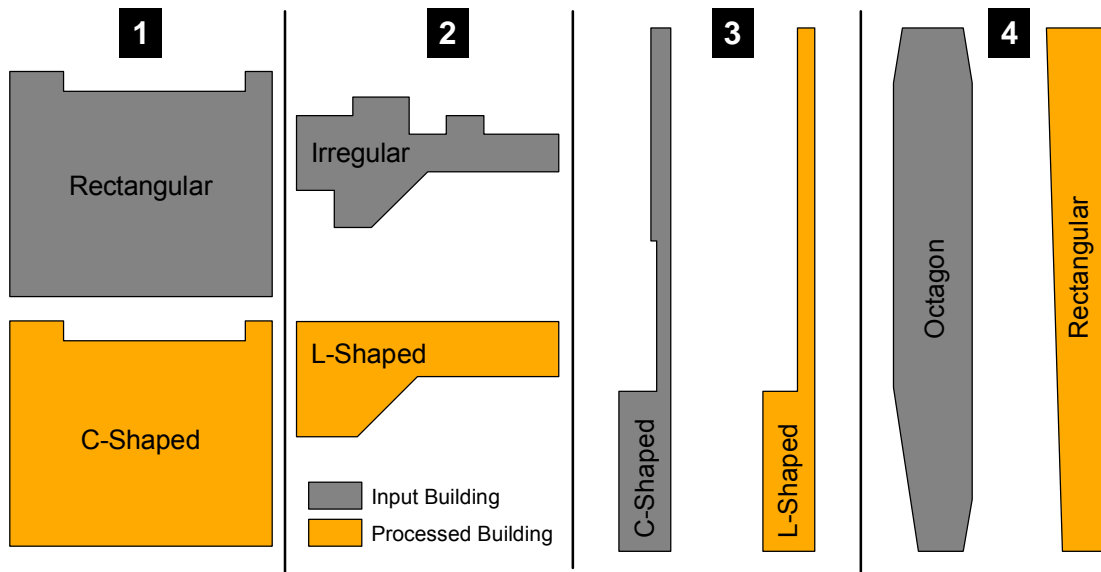 1
2
3
4
Rectangular
C-Shaped
Irregular
L-Shaped
Input Building
Processed Building
C-Shaped
L-Shaped
Octagon
Rectangular